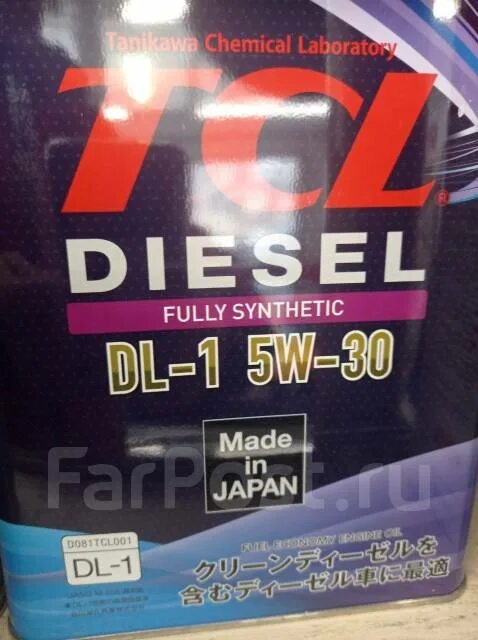 Tanikawa Chemical Laboratory
TCL®
DIESEL
FULLY SYNTHETIC
DL-1 5W-30
Made
in
JAPAN
FarPost.ru
D081TCL001
DL-1
FUEL ECONOMY ENGINE OIL
クリーンディーゼルを
含むディーゼル車に最適